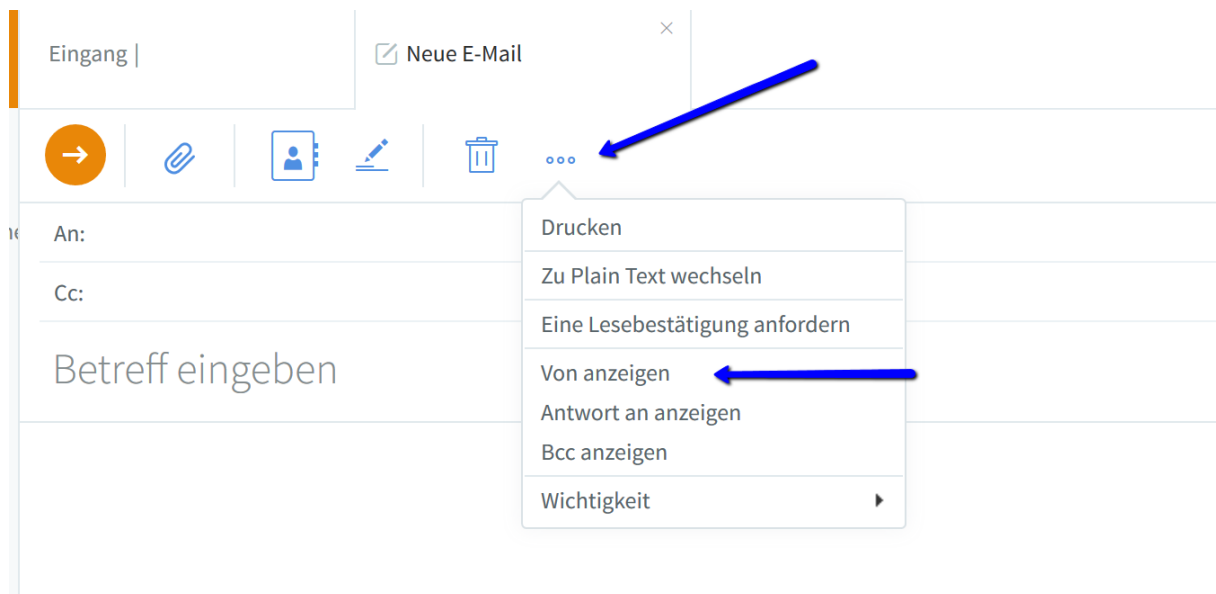 Eingang |
Neue E-Mail
An:
Cc:
Betreff eingeben
Drucken
Zu Plain Text wechseln
Eine Lesebestätigung anfordern
Von anzeigen
Antwort an anzeigen
Bcc anzeigen
Wichtigkeit